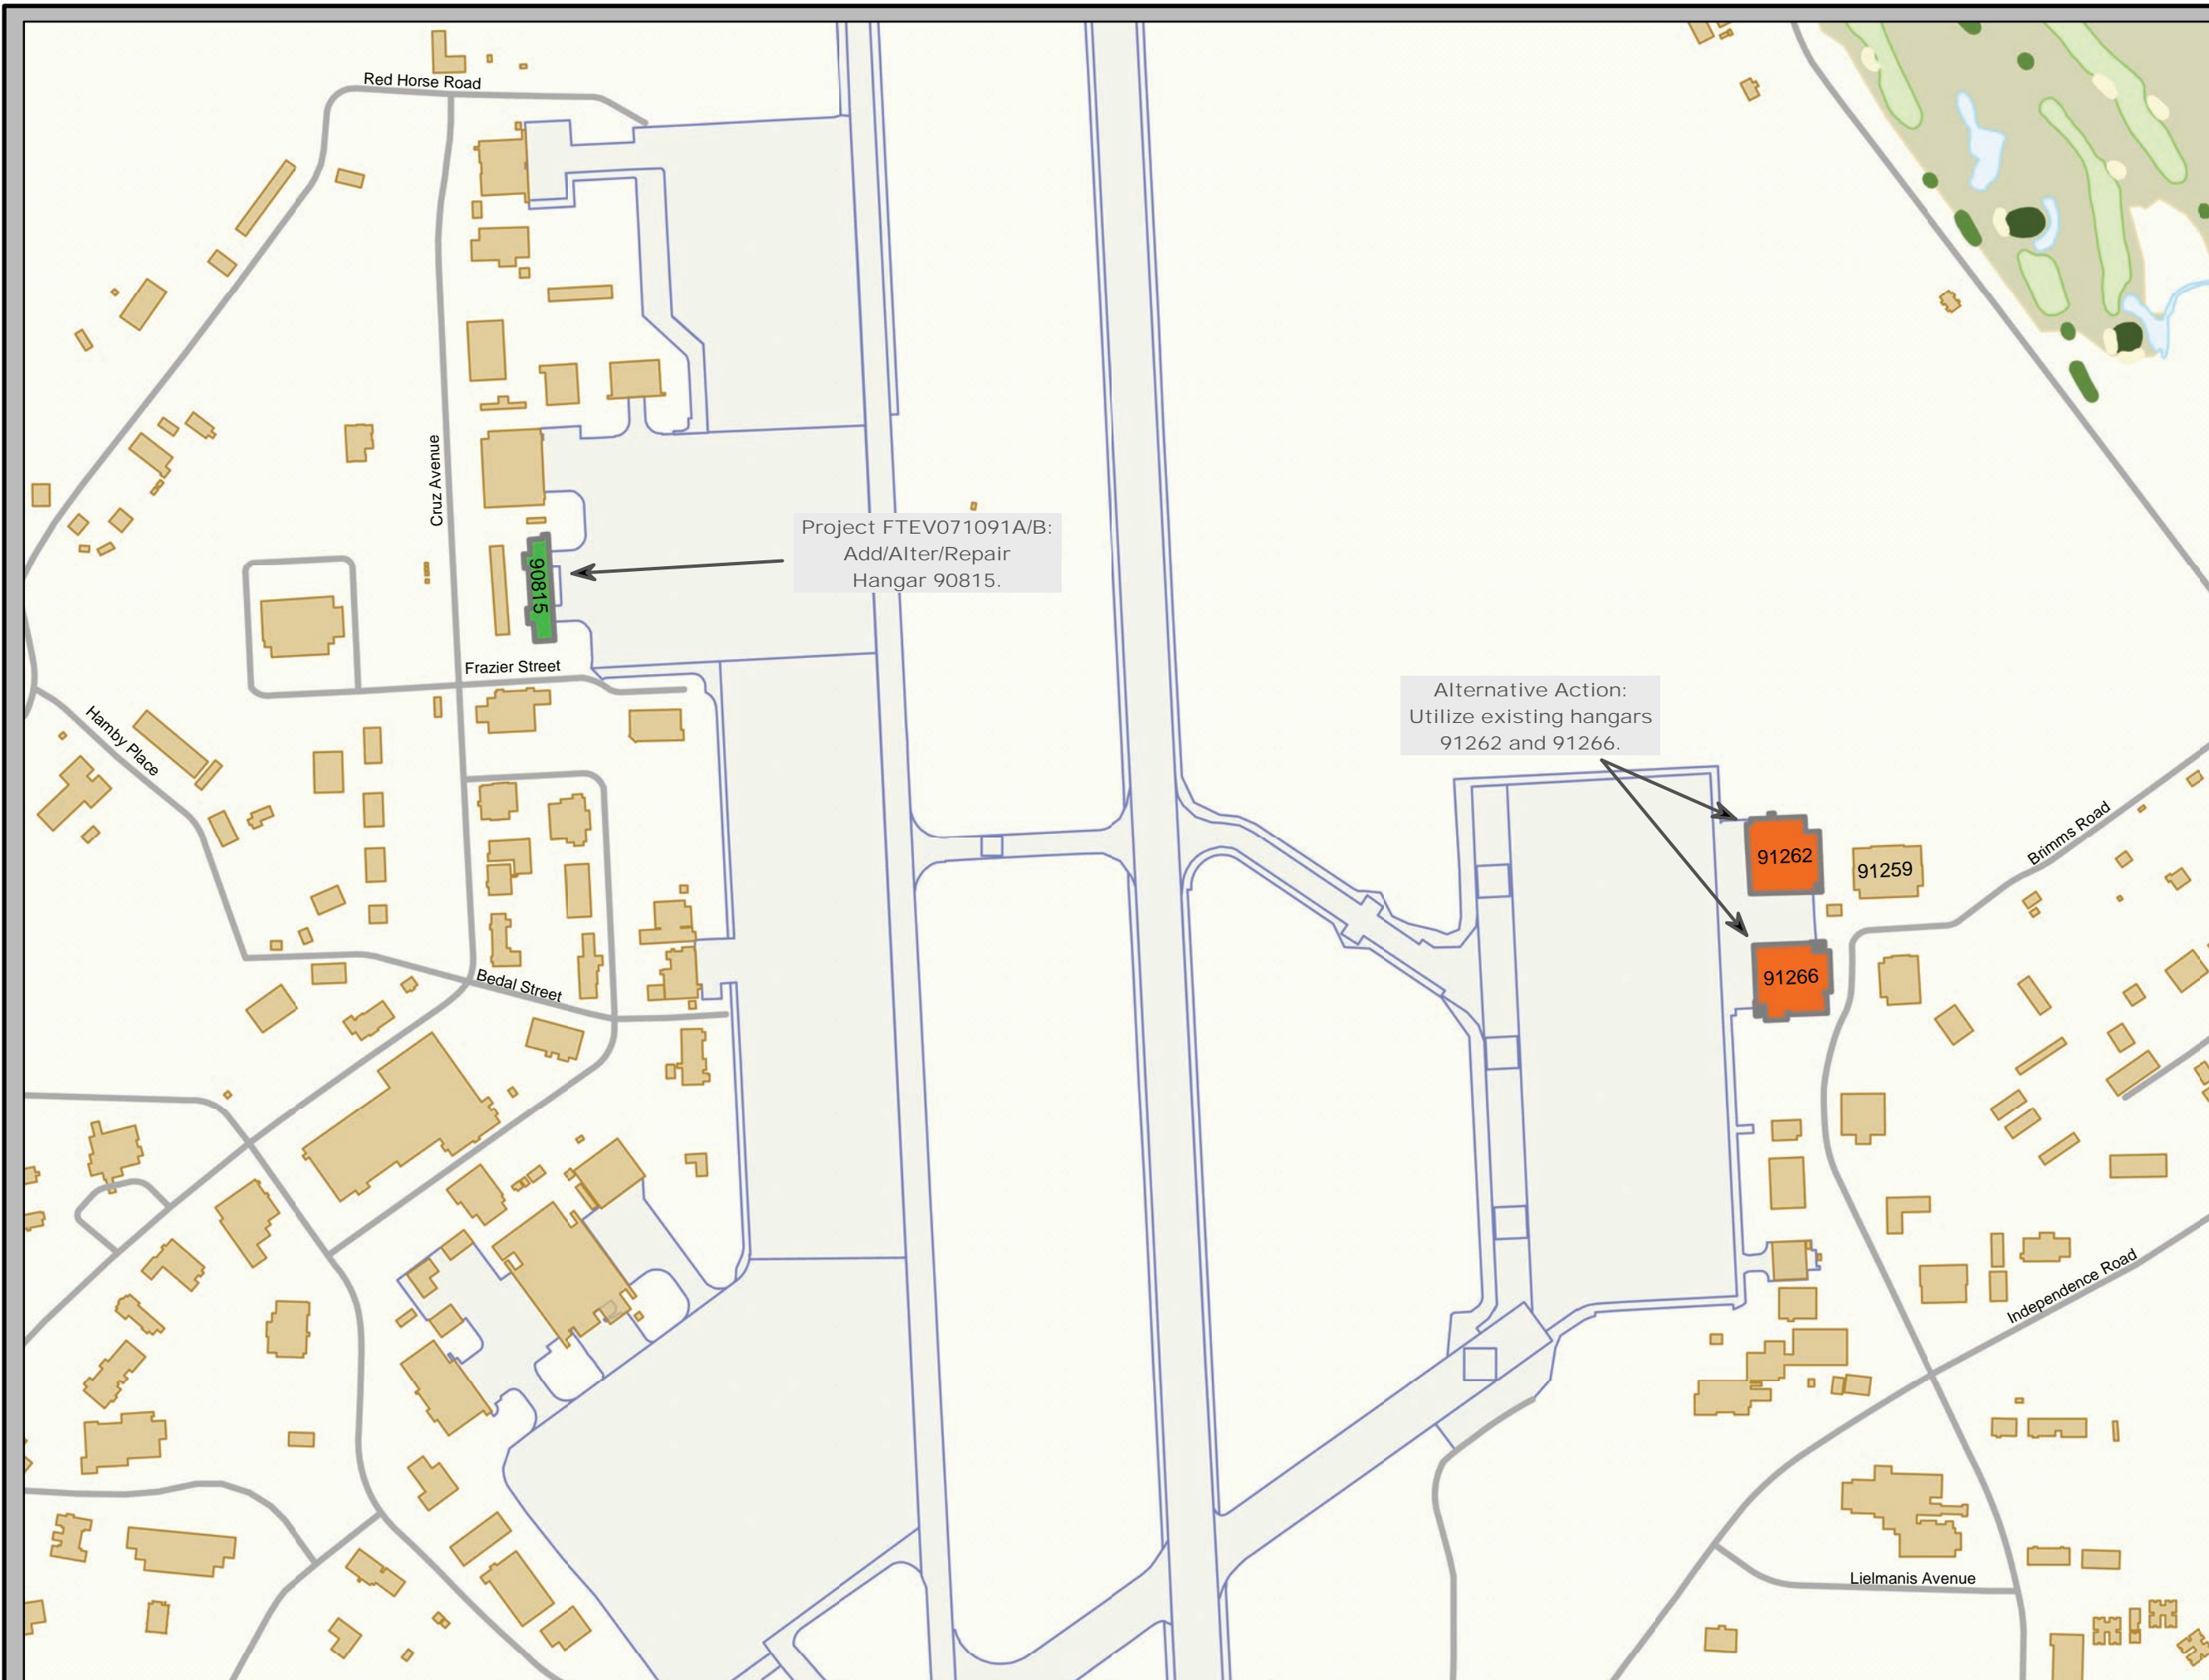 Red Horse Road
Cruz Avenue
Project FTEV071091A/B:
Add/Alter/Repair
Hangar 90815.
90815
Frazier Street
Hamby Place
Alternative Action:
Utilize existing hangars
91262 and 91266.
91262
91259
Brimms Road
91266
Bedal Street
Independence Road
Lielmanis Avenue